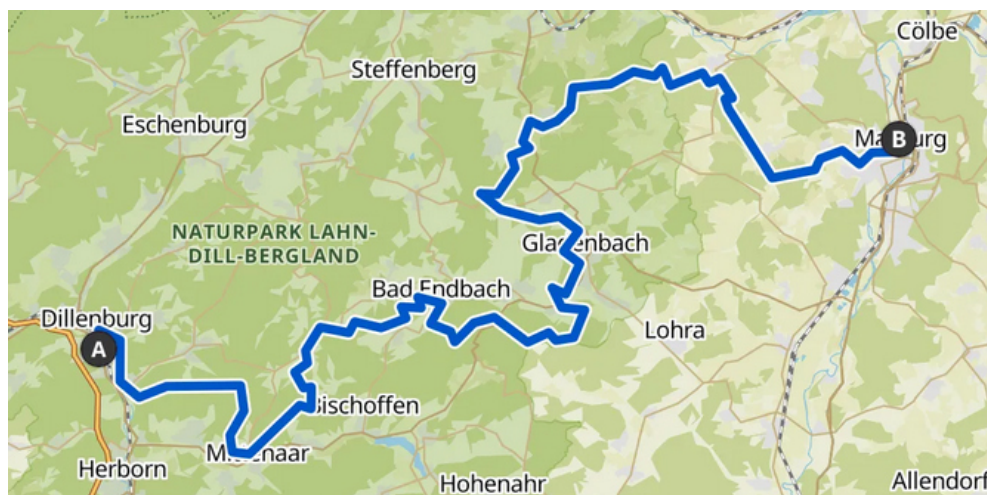 Cölbe
Steffenberg
Eschenburg
B
NATURPARK LAHN-
DILL-BERGLAND
Bad Endbach
Dillenburg
A
Lohra
Bischoffen
Herborn
Hohenahr
Allendorf